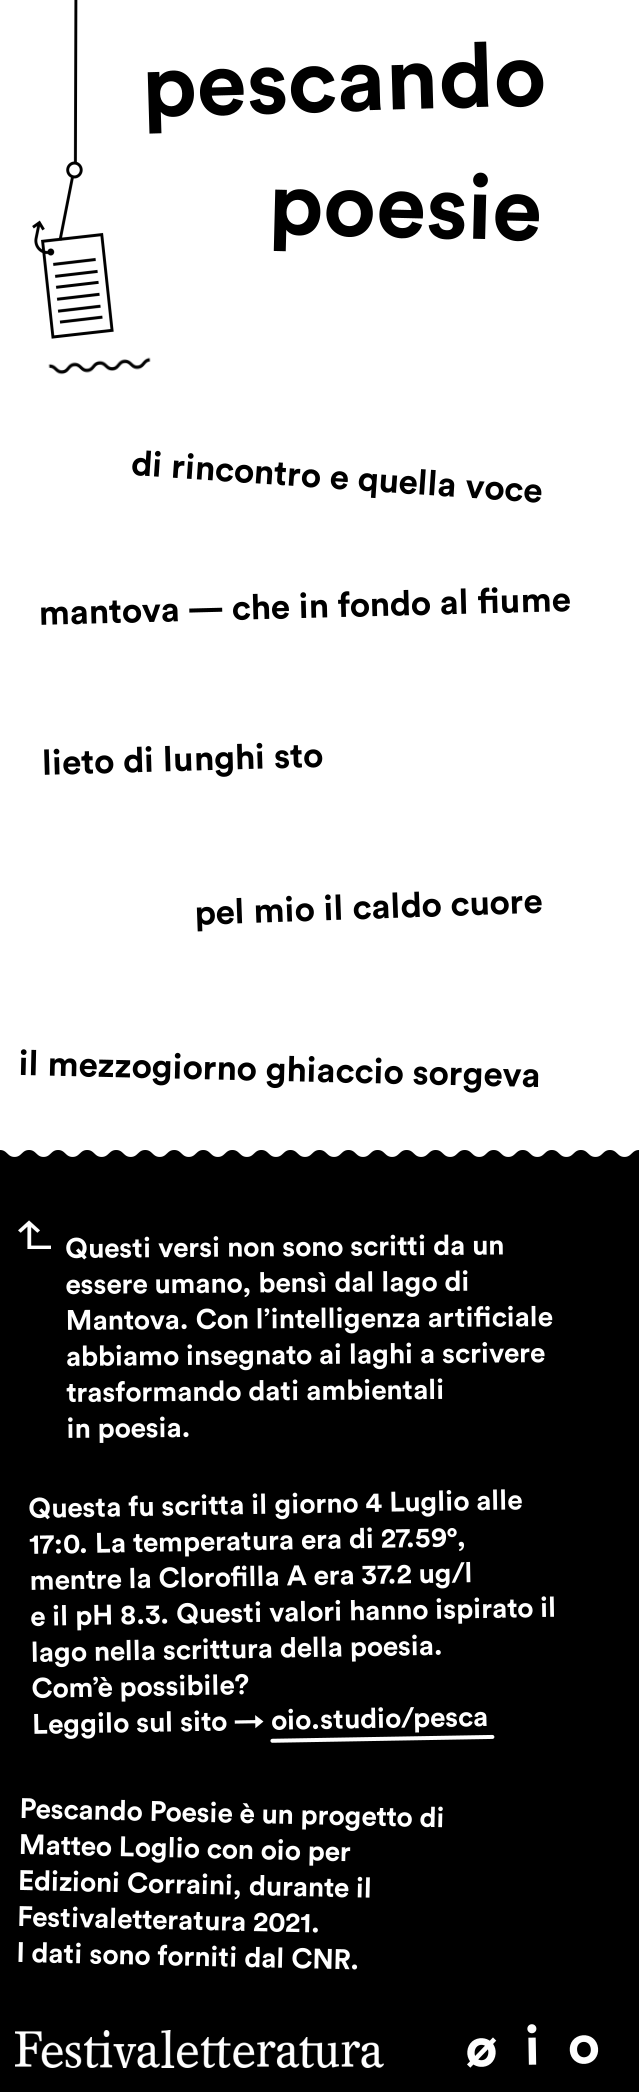 pescando
poesie
di rincontro e quella voce
mantova — che in fondo al fiume
lieto di lunghi sto
pel mio il caldo cuore
il mezzogiorno ghiaccio sorgeva
Questi versi non sono scritti da un
essere umano, bensì dal lago di
Mantova. Con l’intelligenza artificiale
abbiamo insegnato ai laghi a scrivere
trasformando dati ambientali
in poesia.
Questa fu scritta il giorno 4 Luglio alle
17:0. La temperatura era di 27.59°,
mentre la Clorofilla A era 37.2 ug/l
e il pH 8.3. Questi valori hanno ispirato il
lago nella scrittura della poesia.
Com’è possibile?
Leggilo sul sito → oio.studio/pesca
Pescando Poesie è un progetto di
Matteo Loglio con oio per
Edizioni Corraini, durante il
Festivaletteratura 2021.
I dati sono forniti dal CNR.
Festivaletteratura ø i o